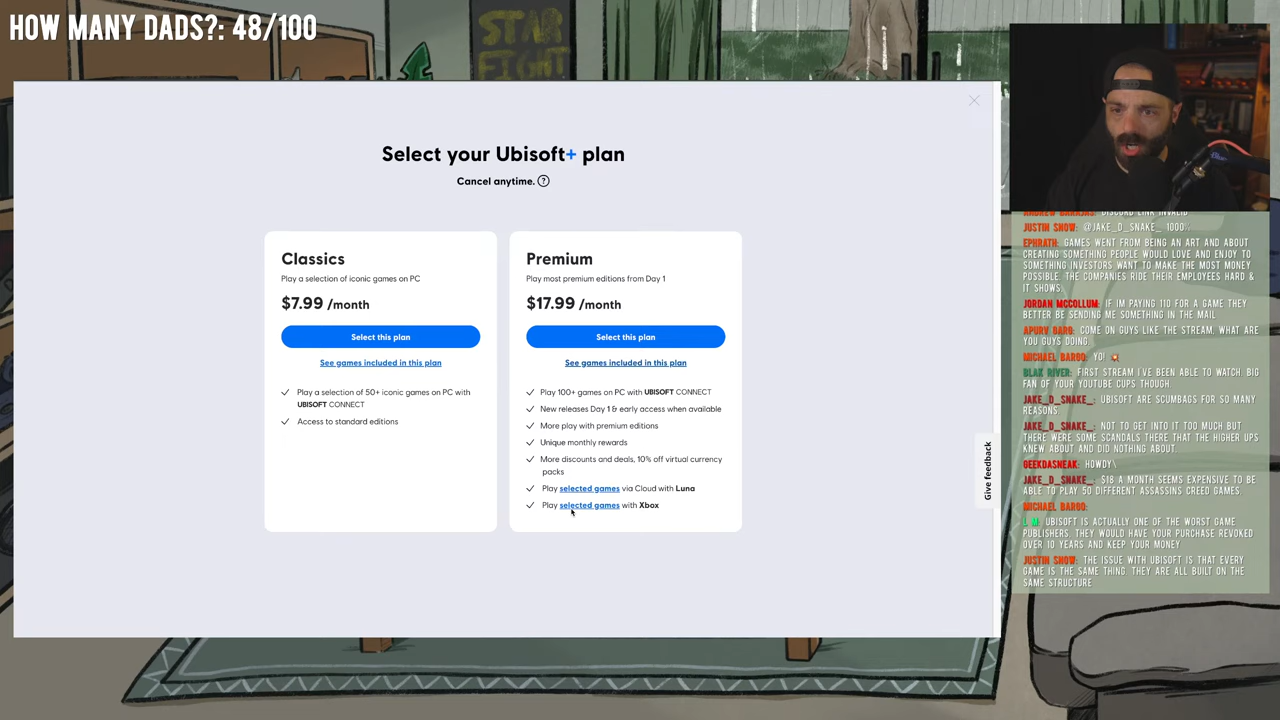 HOW MANY DADS?: 48/100
STAR
FIGHT
Select your Ubisoft+ plan
Cancel anytime. ?
Classics
Play a selection of iconic games on PC
$7.99 /month
Select this plan
See games included in this plan
Play a selection of 50+ iconic games on PC with
UBISOFT CONNECT
Access to standard editions
Premium
Play most premium editions from Day 1
$17.99 /month
Select this plan
See games included in this plan
Play 100+ games on PC with UBISOFT CONNECT
New releases Day 1 & early access when available
More play with premium editions
Unique monthly rewards
More discounts and deals, 10% off virtual currency
packs
Play selected games via Cloud with Luna
Play selected games with Xbox
Give feedback
JUSTIN SHOW: @JAKE_D_SNAKE_ 1000%
EPHRATH: GAMES WENT FROM BEING AN ART AND ABOUT
CREATING SOMETHING PEOPLE WOULD LOVE AND ENJOY TO
SOMETHING INVESTORS WANT TO MAKE THE MOST MONEY
POSSIBLE. THE COMPANIES RIDE THEIR EMPLOYEES HARD &
IT SHOWS.
JORDAN MCCOLLUM: IF IM PAYING 110 FOR A GAME THEY
BETTER BE SENDING ME SOMETHING IN THE MAIL
APURV GARG: COME ON GUYS LIKE THE STREAM, WHAT ARE
YOU GUYS DOING.
MICHAEL BARGO: YO!
BLAK RIVER: FIRST STREAM I'VE BEEN ABLE TO WATCH. BIG
FAN OF YOUR YOUTUBE CLIPS THOUGH
JAKE_D_SNAKE_: UBISOFT ARE SCUMBAGS FOR SO MANY
REASONS.
JAKE_D_SNAKE_: NOT TO GET INTO IT TOO MUCH BUT
THERE WERE SOME SCANDALS THERE THAT THE HIGHER UPS
KNEW ABOUT AND DID NOTHING ABOUT.
GEEKDASNEAK: HOWDY\
JAKE_D_SNAKE_: $18 A MONTH SEEMS EXPENSIVE TO BE
ABLE TO PLAY 50 DIFFERENT ASSASSINS CREED GAMES.
MICHAEL BARGO:
L M: UBISOFT IS ACTUALLY ONE OF THE WORST GAME
PUBLISHERS. THEY WOULD HAVE YOUR PURCHASE REVOKED
OVER 10 YEARS AND KEEP YOUR MONEY
JUSTIN SHOW: THE ISSUE WITH UBISOFT IS THAT EVERY
GAME IS THE SAME THING. THEY ARE ALL BUILT ON THE
SAME STRUCTURE